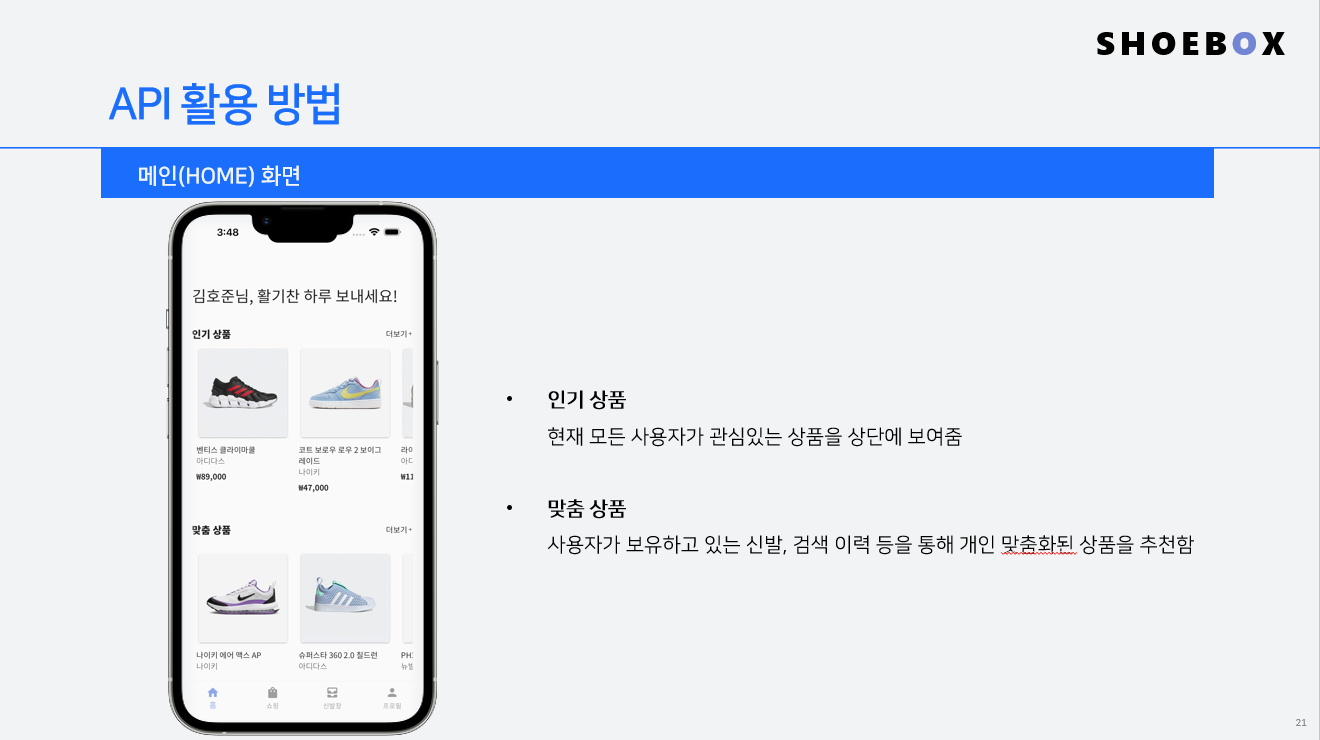 SHOEBOX
API 활용 방법
메인(HOME) 화면
3:48
김호준님, 활기찬 하루 보내세요!
인기 상품
더보기+
벤티스 클라이마쿨
아디다스
₩89,000
코트 보로우 로우 2 보이그
레이드
나이키
₩47,000
라이
아디
₩11
맞춤 상품
더보기+
나이키 에어 맥스 AP
나이키
슈퍼스타 360 2.0 칠드런
아디다스
뉴발
홈
쇼핑
신발장
프로필
• 인기 상품
현재 모든 사용자가 관심있는 상품을 상단에 보여줌
• 맞춤 상품
사용자가 보유하고 있는 신발, 검색 이력 등을 통해 개인 맞춤화된 상품을 추천함
21